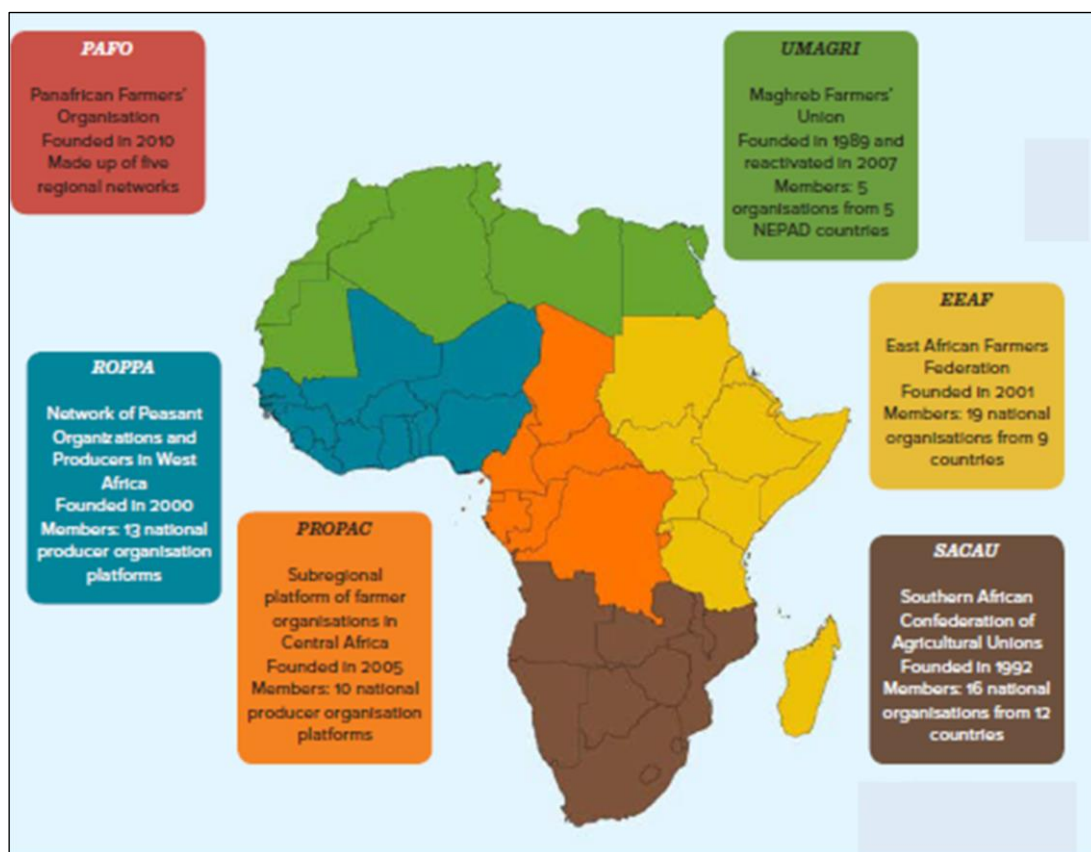 PAFO
Panafrican Farmers'
Organisation
Founded in 2010
Made up of five
regional networks
UMAGRI
Maghreb Farmers'
Union
Founded in 1989 and
reactivated in 2007
Members: 5
organisations from 5
NEPAD countries
ROPPA
Network of Peasant
Organizations and
Producers in West
Africa
Founded in 2000
Members: 13 national
producer organisation
platforms
EEAF
East African Farmers
Federation
Founded in 2001
Members: 19 national
organisations from 9
countries
PROPAC
Subregional
platform of farmer
organisations in
Central Africa
Founded in 2005
Members: 10 national
producer organisation
platforms
SACAU
Southern African
Confederation of
Agricultural Unions
Founded in 1992
Members: 16 national
organisations from 12
countries